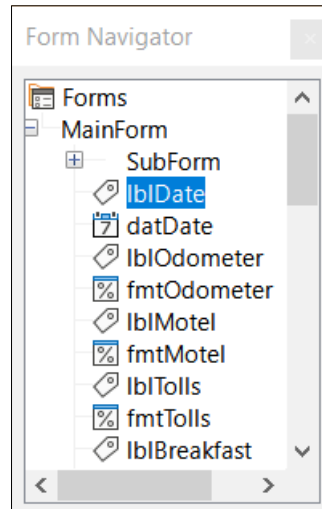 Form Navigator
Forms
MainForm
SubForm
lblDate
datDate
lblOdometer
fmtOdometer
lblMotel
fmtMotel
lblTolls
fmtTolls
lblBreakfast